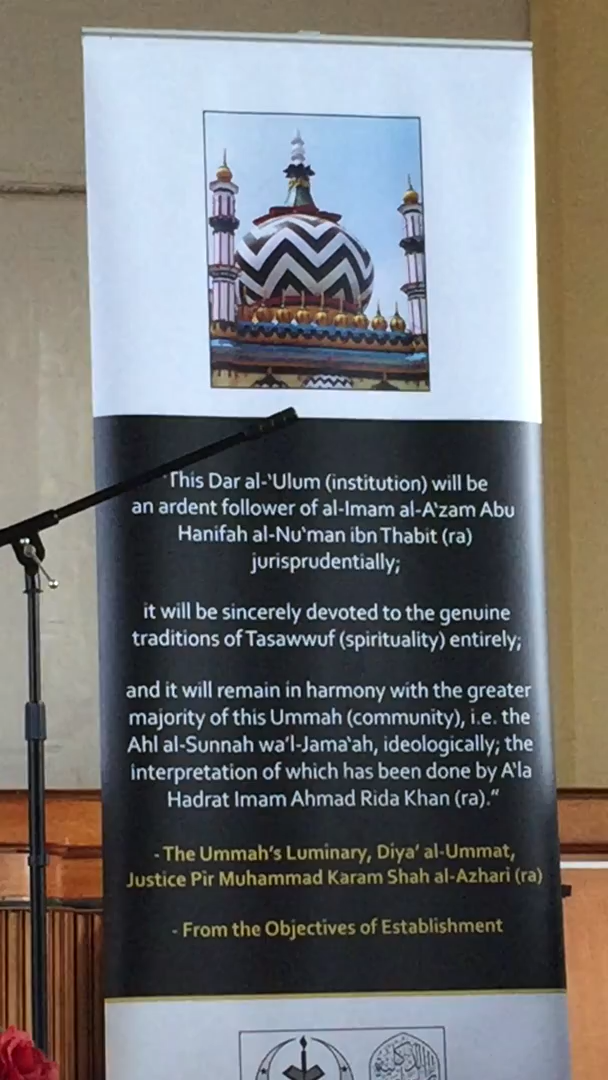 "This Dar al-'Ulum (institution) will be
an ardent follower of al-Imam al-A'zam Abu
Hanifah al-Nu'man ibn Thabit (ra)
jurisprudentially;
it will be sincerely devoted to the genuine
traditions of Tasawwuf (spirituality) entirely;
and it will remain in harmony with the greater
majority of this Ummah (community), i.e. the
Ahl al-Sunnah wa'l-Jama'ah, ideologically; the
interpretation of which has been done by A'la
Hadrat Imam Ahmad Rida Khan (ra)."
- The Ummah's Luminary, Diya' al-Ummat,
Justice Pir Muhammad Karam Shah al-Azhari (ra)
- From the Objectives of Establishment